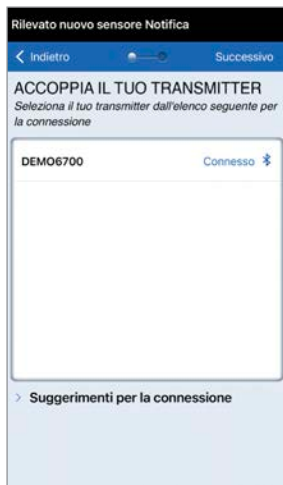 Rilevato nuovo sensore Notifica
Indietro
Successivo
ACCOPPIA IL TUO TRANSMITTER
Seleziona il tuo transmitter dall'elenco seguente per
la connessione
DEMO6700 Connesso
Suggerimenti per la connessione